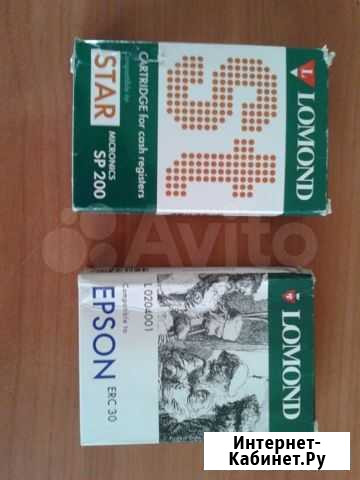 LOMOND
ST
CARTRIDGE for cash registers
Compatible to
STAR
MICRONICS
SP 200
Avito
LOMOND
L0204001
Compatible to
EPSON
ERC 30
Интернет-
Кабинет.Ру